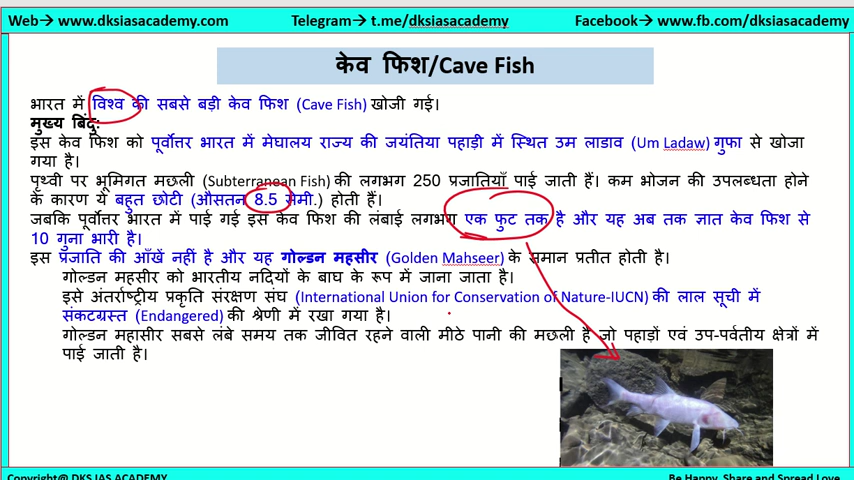 Web→ www.dksiasacademy.com Telegram→ t.me/dksiasacademy Facebook→ www.fb.com/dksiasacademy
केव फिश/Cave Fish
भारत में विश्व की सबसे बड़ी केव फिश (Cave Fish) खोजी गई।
मुख्य बिंदु:
इस केव फिश को पूर्वोत्तर भारत में मेघालय राज्य की जयंतिया पहाड़ी में स्थित उम लाडाव (Um Ladaw) गुफा से खोजा
गया है।
पृथ्वी पर भूमिगत मछली (Subterranean Fish) की लगभग 250 प्रजातियाँ पाई जाती हैं। कम भोजन की उपलब्धता होने
के कारण ये बहुत छोटी (औसतन 8.5 सेमी.) होती हैं।
जबकि पूर्वोत्तर भारत में पाई गई इस केव फिश की लंबाई लगभग एक फुट तक है और यह अब तक ज्ञात केव फिश से
10 गुना भारी है।
इस प्रजाति की आँखें नहीं है और यह गोल्डन महसीर (Golden Mahseer) के समान प्रतीत होती है।
गोल्डन महसीर को भारतीय नदियों के बाघ के रूप में जाना जाता है।
इसे अंतर्राष्ट्रीय प्रकृति संरक्षण संघ (International Union for Conservation of Nature-IUCN) की लाल सूची में
संकटग्रस्त (Endangered) की श्रेणी में रखा गया है।
गोल्डन महासीर सबसे लंबे समय तक जीवित रहने वाली मीठे पानी की मछली है जो पहाड़ों एवं उप-पर्वतीय क्षेत्रों में
पाई जाती है।
Copyright@ DKS IAS ACADEMY Be Happy, Share and Spread Love